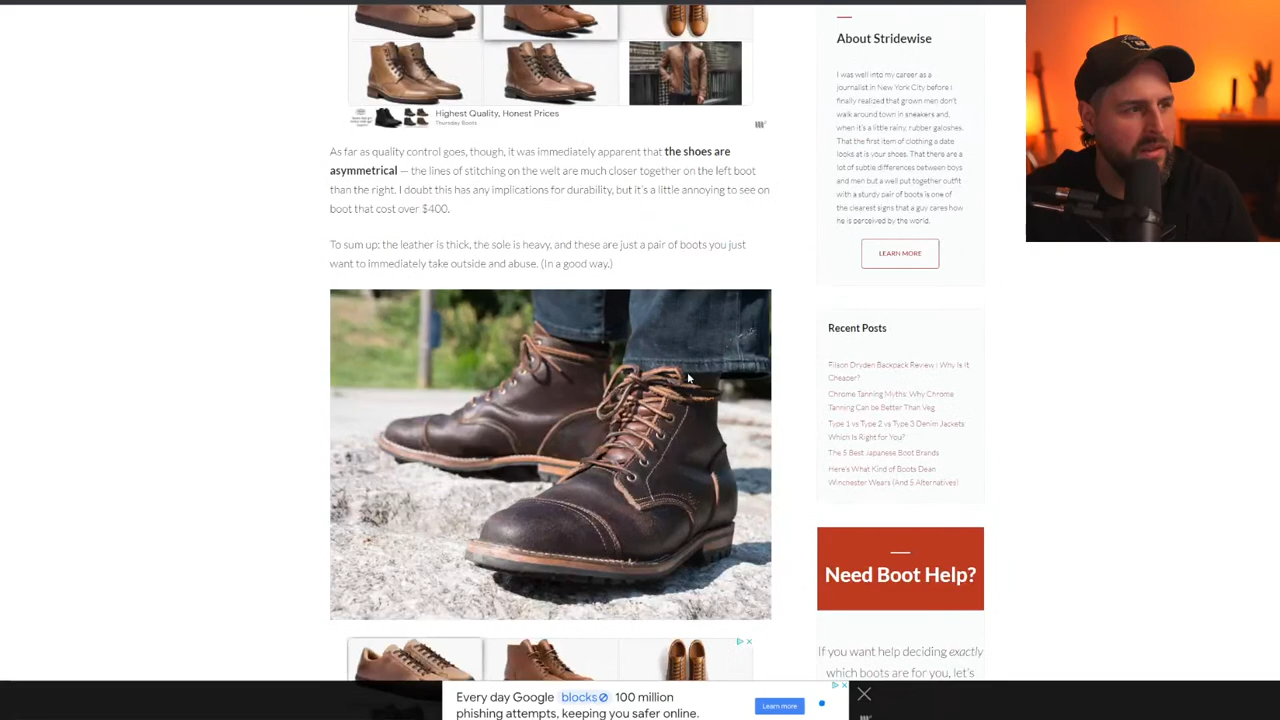 Highest Quality, Honest Prices
Thursday Boots
As far as quality control goes, though, it was immediately apparent that the shoes are
asymmetrical — the lines of stitching on the welt are much closer together on the left boot
than the right. I doubt this has any implications for durability, but it's a little annoying to see on
boot that cost over $400.
To sum up: the leather is thick, the sole is heavy, and these are just a pair of boots you just
want to immediately take outside and abuse. (In a good way.)
Every day Google blocks 100 million
phishing attempts, keeping you safer online.
Learn more
About Stridewise
I was well into my career as a
journalist in New York City before I
finally realized that grown men don't
walk around town in sneakers and,
when it's a little rainy, rubber galoshes.
That the first item of clothing a date
looks at is your shoes. That there are a
lot of subtle differences between boys
and men but a well put together outfit
with a sturdy pair of boots is one of
the clearest signs that a guy cares how
he is perceived by the world.
LEARN MORE
Recent Posts
Filson Dryden Backpack Review | Why Is It
Cheaper?
Chrome Tanning Myths: Why Chrome
Tanning Can be Better Than Veg
Type 1 vs Type 2 vs Type 3 Denim Jackets
Which Is Right for You?
The 5 Best Japanese Boot Brands
Here's What Kind of Boots Dean
Winchester Wears (And 5 Alternatives)
Need Boot Help?
If you want help deciding exactly
which boots are for you, let's